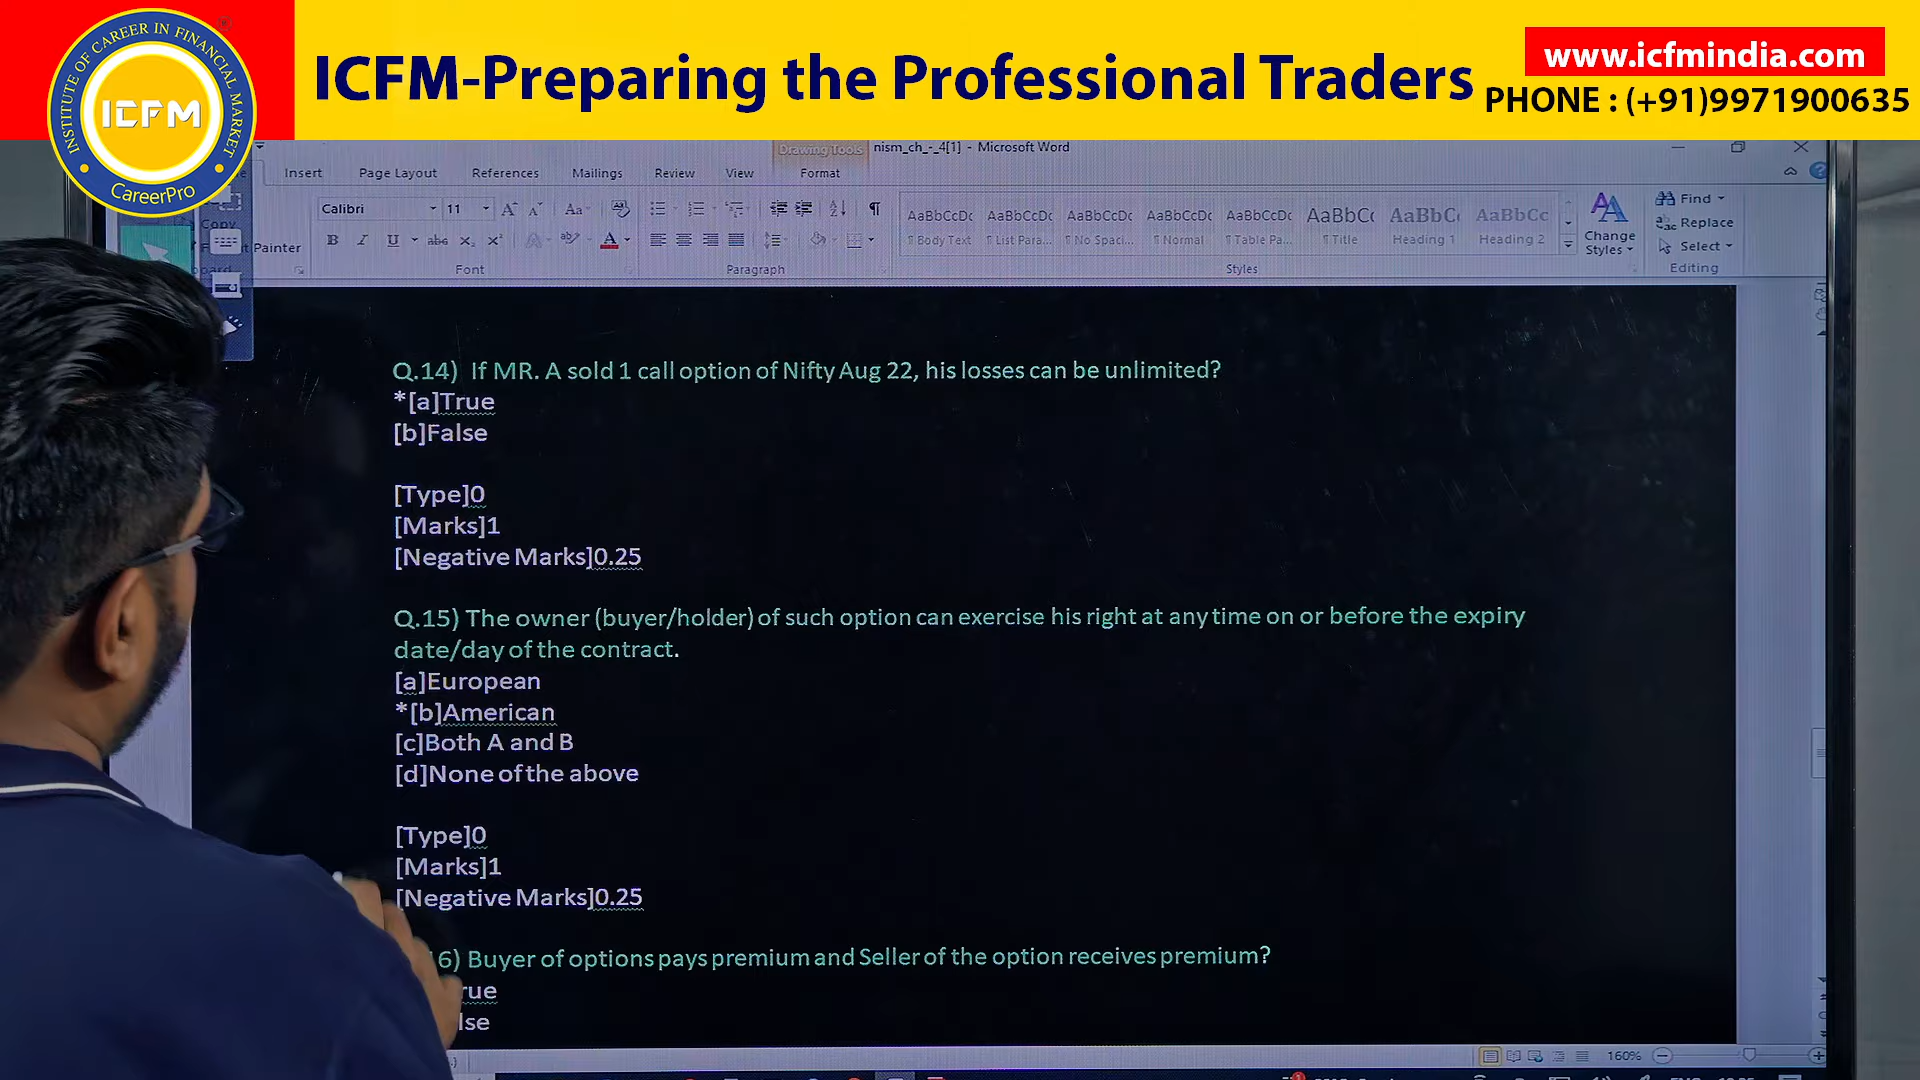 INSTITUTE OF CAREER IN FINANCIAL MARKET
ICFM
CareerPro
ICFM-Preparing the Professional Traders
www.icfmindia.com
PHONE : (+91)9971900635
Drawing Tools
nism_ch_-_4[1] - Microsoft Word
Insert Page Layout References Mailings Review View Format
Copy
Painter
Calibri 11
Font
Paragraph
AaBbCcDc AaBbCcDc AaBbCcDc AaBbCcDc AaBbCcDc AaBbC AaBbC AaBbCc
Body Text List Para... No Spaci... Normal Table Pa... Title Heading 1 Heading 2
Styles
Change Styles
Find
Replace
Select
Editing
Q.14) If MR. A sold 1 call option of Nifty Aug 22, his losses can be unlimited?
*[a]True
[b]False
[Type]0
[Marks]1
[Negative Marks]0.25
Q.15) The owner (buyer/holder) of such option can exercise his right at any time on or before the expiry
date/day of the contract.
[a]European
*[b]American
[c]Both A and B
[d]None of the above
[Type]0
[Marks]1
[Negative Marks]0.25
6) Buyer of options pays premium and Seller of the option receives premium?
rue
lse
160%